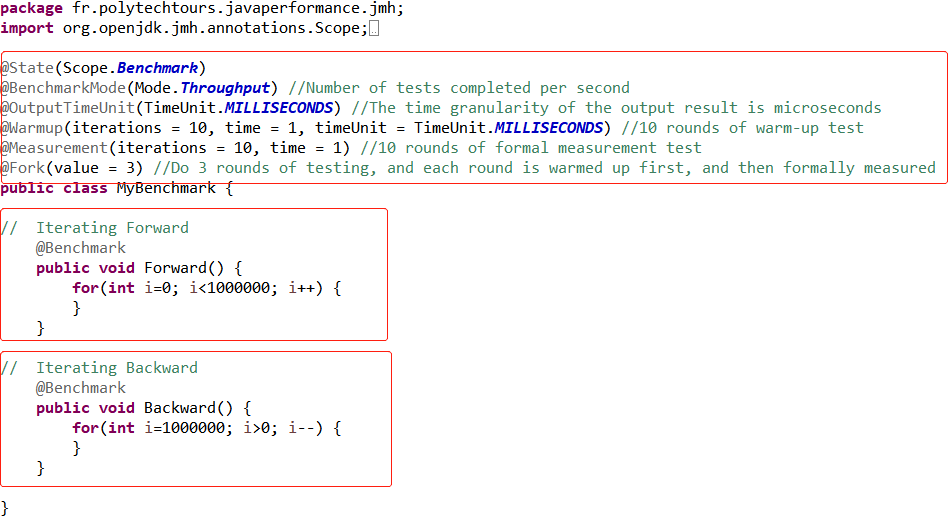 package fr.polytechtours.javaperformance.jmh;
import org.openjdk.jmh.annotations.Scope;
@State(Scope.Benchmark)
@BenchmarkMode(Mode.Throughput) //Number of tests completed per second
@OutputTimeUnit(TimeUnit.MILLISECONDS) //The time granularity of the output result is microseconds
@Warmup(iterations = 10, time = 1, timeUnit = TimeUnit.MILLISECONDS) //10 rounds of warm-up test
@Measurement(iterations = 10, time = 1) //10 rounds of formal measurement test
@Fork(value = 3) //Do 3 rounds of testing, and each round is warmed up first, and then formally measured
public class MyBenchmark {
//  Iterating Forward
    @Benchmark
    public void Forward() {
        for(int i=0; i<1000000; i++) {
        }
    }
//  Iterating Backward
    @Benchmark
    public void Backward() {
        for(int i=1000000; i>0; i--) {
        }
    }
}